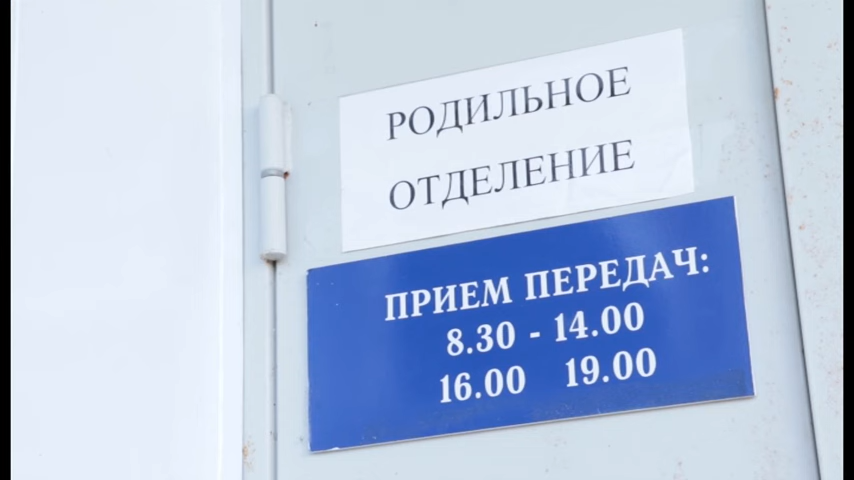 РОДИЛЬНОЕ
ОТДЕЛЕНИЕ
ПРИЕМ ПЕРЕДАЧ:
8.30 - 14.00
16.00 19.00